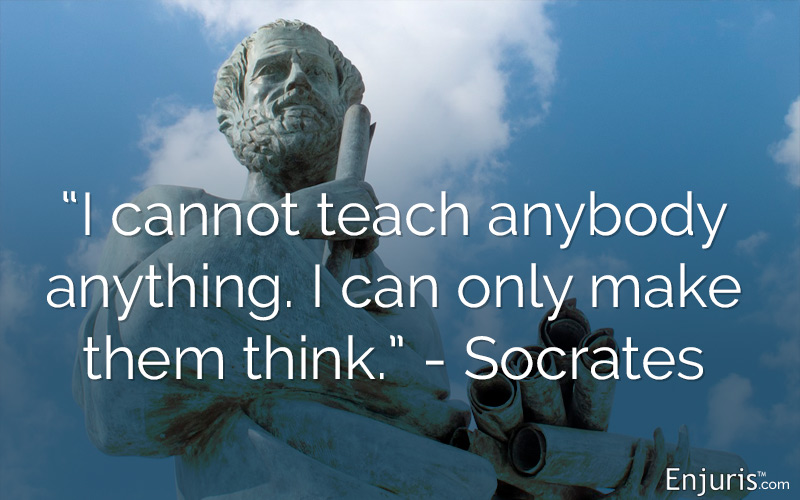 “I cannot teach anybody
anything. I can only make
them think.” - Socrates
Enjuris™.com